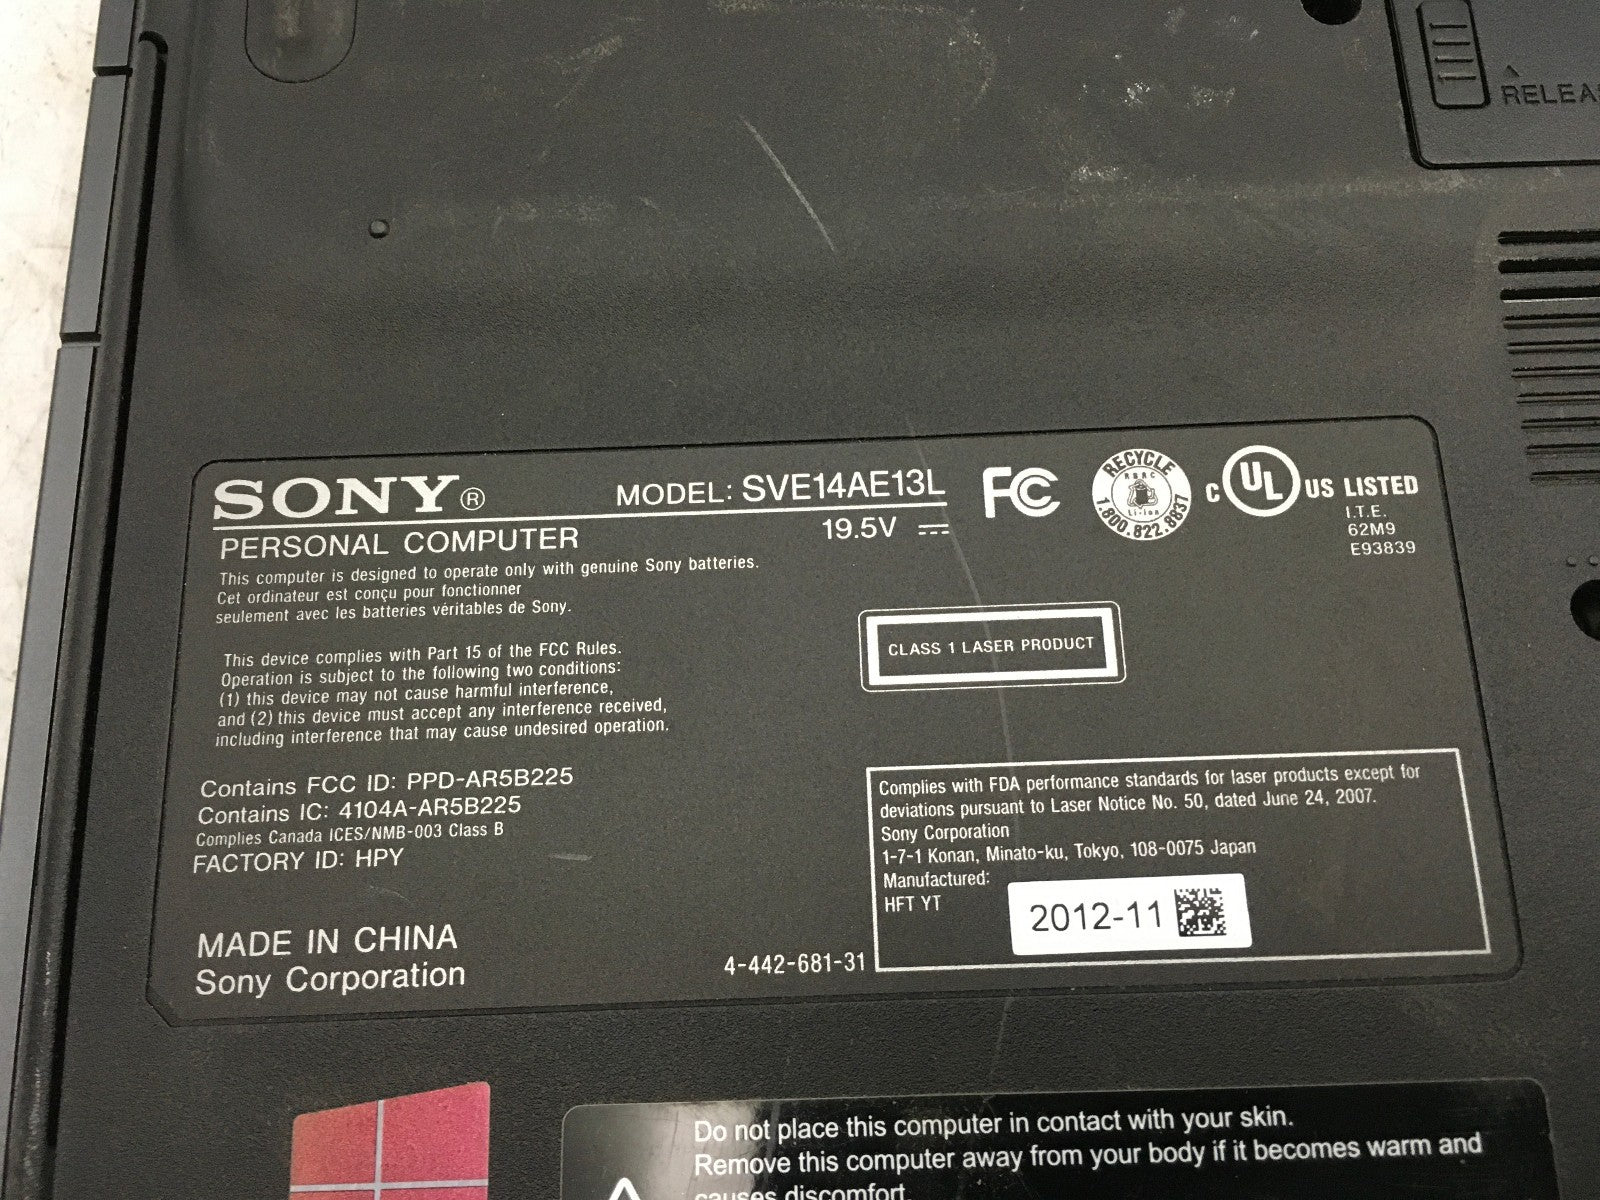 RELEA
SONY®
MODEL: SVE14AE13L
PERSONAL COMPUTER
19.5V
This computer is designed to operate only with genuine Sony batteries.
Cet ordinateur est conçu pour fonctionner
seulement avec les batteries véritables de Sony.
FC
RECYCLE
RBRC
Li-Ion
1.800.822.8837
C UL US LISTED
I.T.E.
62M9
E93839
CLASS 1 LASER PRODUCT
This device complies with Part 15 of the FCC Rules.
Operation is subject to the following two conditions:
(1) this device may not cause harmful interference,
and (2) this device must accept any interference received,
including interference that may cause undesired operation.
Contains FCC ID: PPD-AR5B225
Contains IC: 4104A-AR5B225
Complies Canada ICES/NMB-003 Class B
FACTORY ID: HPY
MADE IN CHINA
Sony Corporation
4-442-681-31
Complies with FDA performance standards for laser products except for
deviations pursuant to Laser Notice No. 50, dated June 24, 2007.
Sony Corporation
1-7-1 Konan, Minato-ku, Tokyo, 108-0075 Japan
Manufactured:
HFT YT
2012-11
Do not place this computer in contact with your skin.
Remove this computer away from your body if it becomes warm and
causes discomfort.